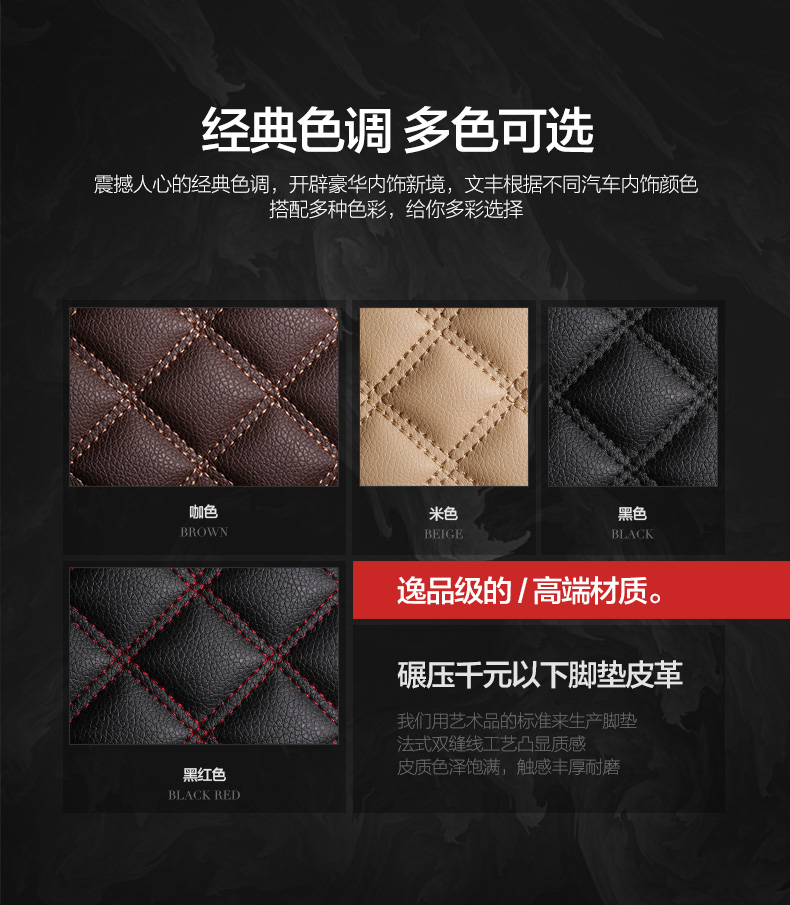 经典色调 多色可选
震撼人心的经典色调，开辟豪华内饰新境，文丰根据不同汽车内饰颜色
搭配多种色彩，给你多彩选择
咖色
BROWN
米色
BEIGE
黑色
BLACK
黑红色
BLACK RED
逸品级的 / 高端材质。
碾压千元以下脚垫皮革
我们用艺术品的标准来生产脚垫
法式双缝线工艺凸显质感
皮质色泽饱满，触感丰厚耐磨